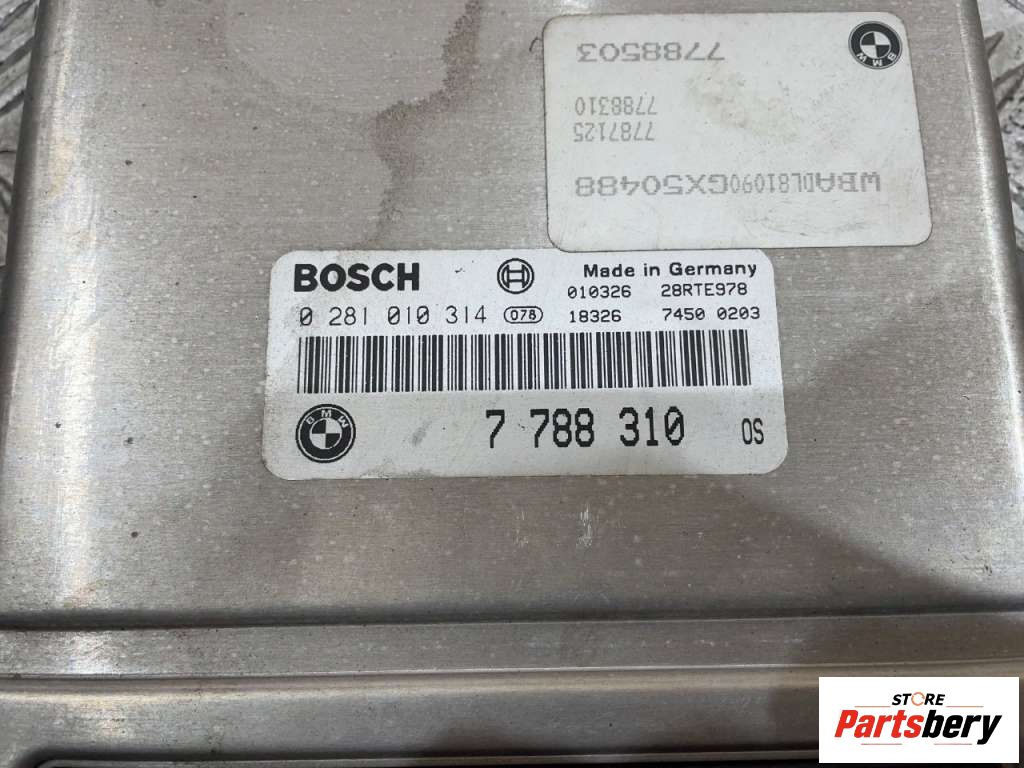 7788503
7788310
7787125
WBADL81090GX50488
BMW
BOSCH
Made in Germany
0 281 010 314 078
010326 28RTE978
18326 7450 0203
BMW
7 788 310 OS
STORE
Partsbery